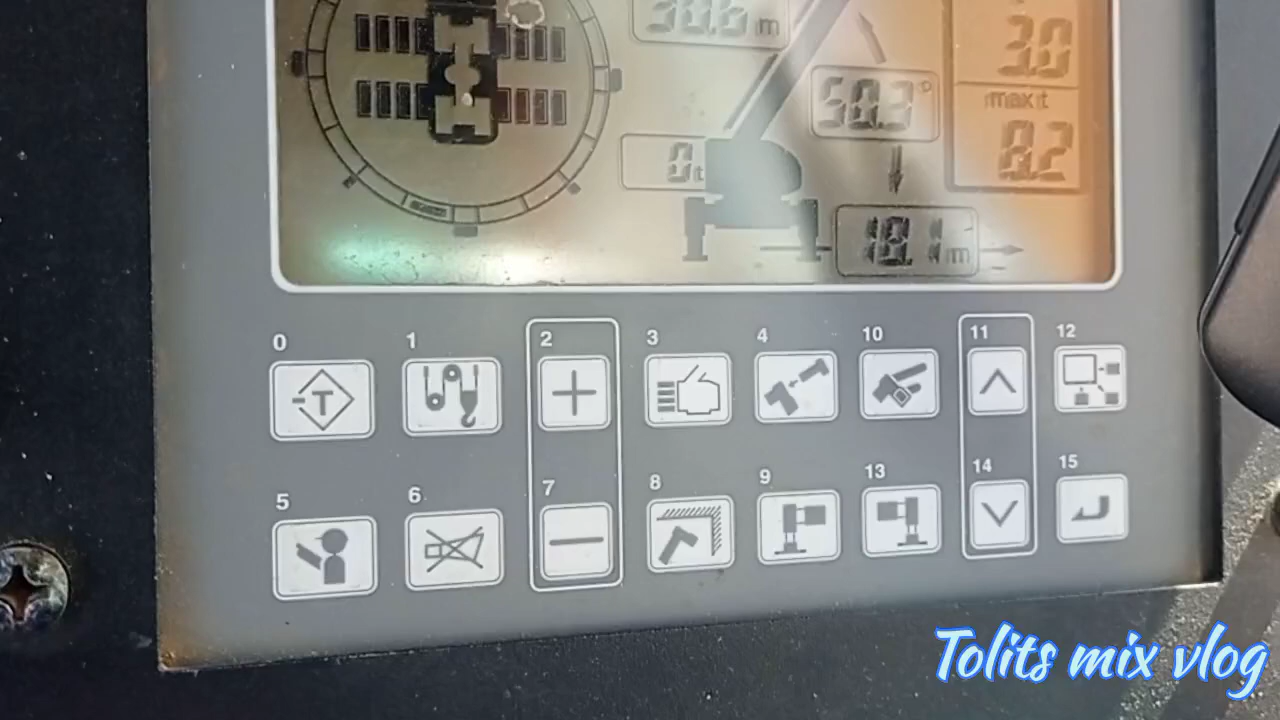 30.6 m
3.0
50.3°
max t
8.2
0 t
10.1 m
0 1 2 3 4 10 11 12
T
5 6 7 8 9 13 14 15
Tolits mix vlog